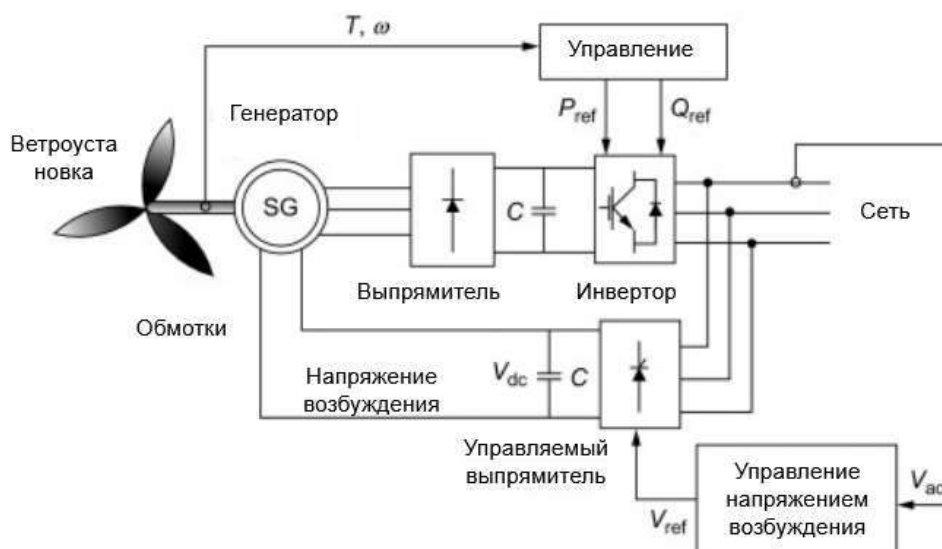 T, ω
Управление
P_ref
Q_ref
Генератор
Ветроуста
новка
SG
C
Сеть
Выпрямитель
Инвертор
Обмотки
Напряжение
возбуждения
V_dc
C
Управляемый
выпрямитель
V_ref
Управление
напряжением
возбуждения
V_ac